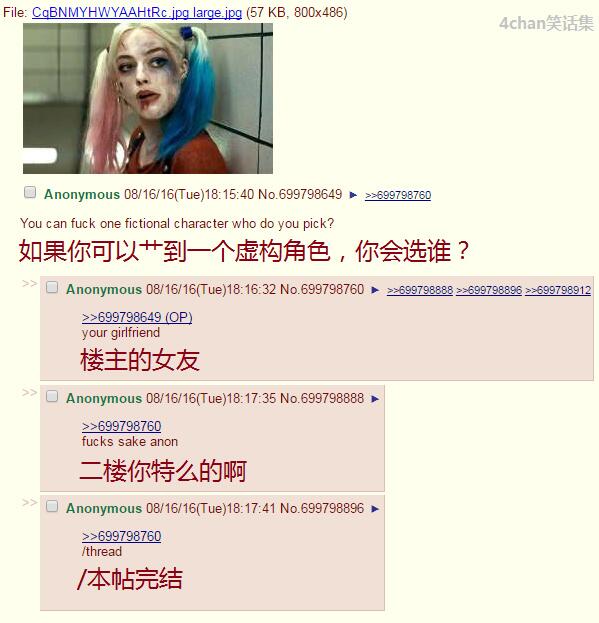 File: CqBNMYHWYAAHtRc.jpg large.jpg (57 KB, 800x486)
4chan笑话集
Anonymous 08/16/16(Tue)18:15:40 No.699798649 ► >>699798760
You can fuck one fictional character who do you pick?
如果你可以艹到一个虚构角色，你会选谁？
>> Anonymous 08/16/16(Tue)18:16:32 No.699798760 ► >>699798888 >>699798896 >>699798912
>>699798649 (OP)
your girlfriend
楼主的女友
>> Anonymous 08/16/16(Tue)18:17:35 No.699798888 ►
>>699798760
fucks sake anon
二楼你特么的啊
>> Anonymous 08/16/16(Tue)18:17:41 No.699798896 ►
>>699798760
/thread
/本帖完结